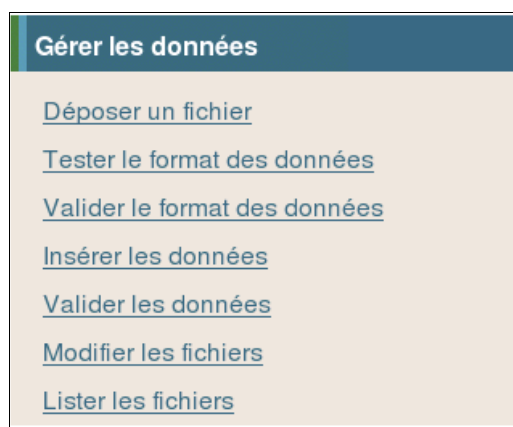 Gérer les données
Déposer un fichier
Tester le format des données
Valider le format des données
Insérer les données
Valider les données
Modifier les fichiers
Lister les fichiers